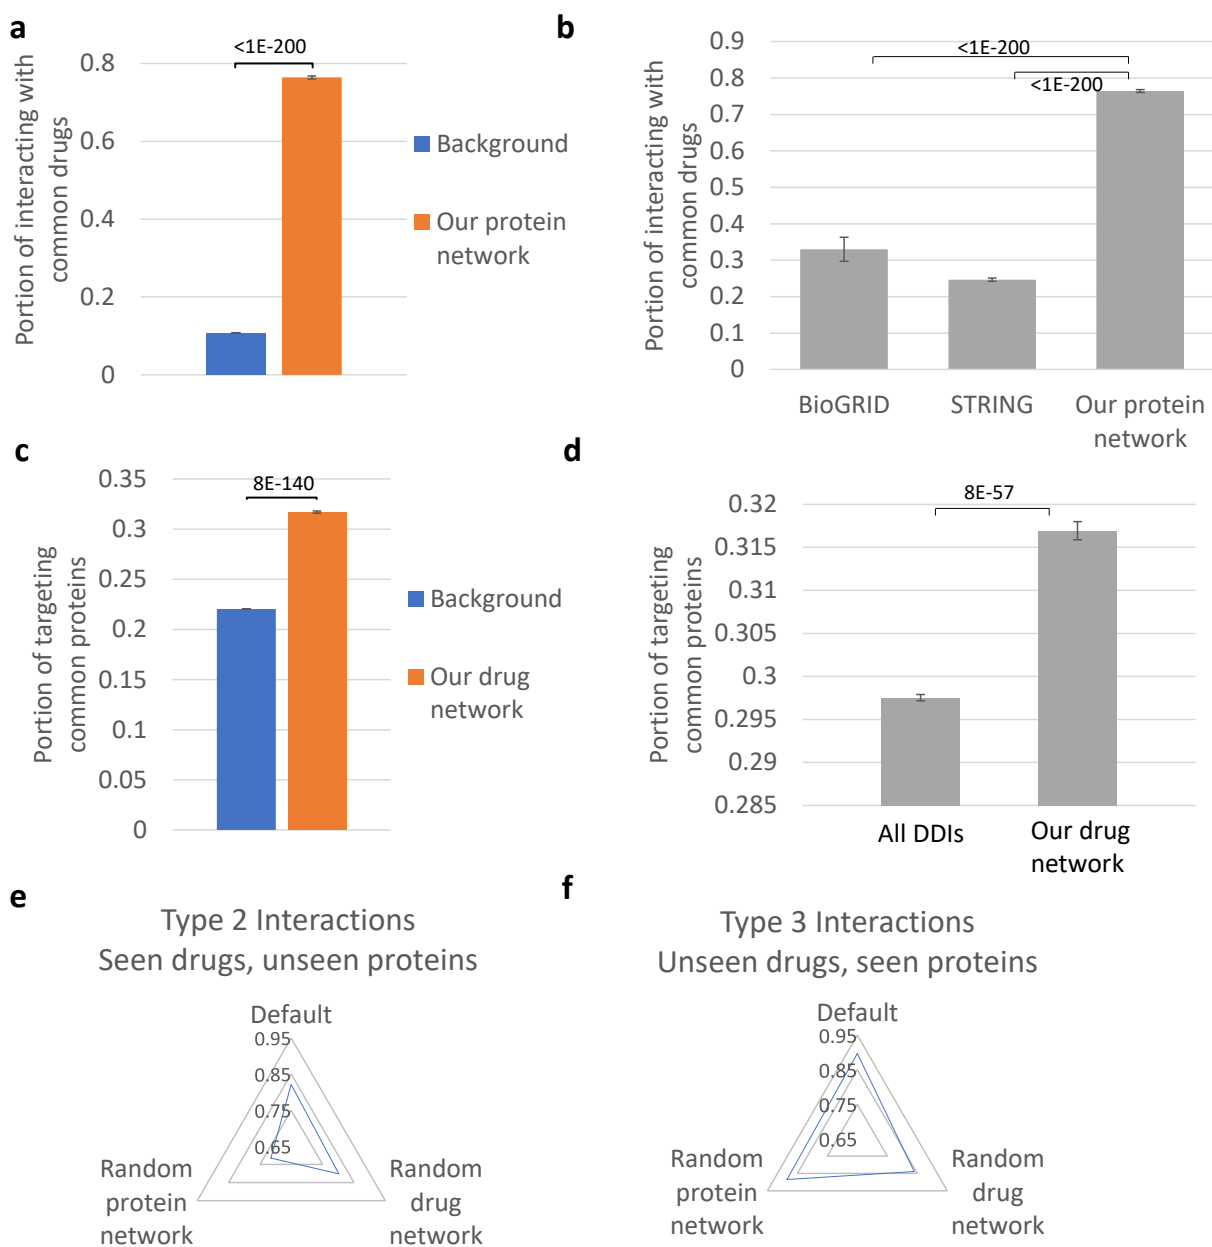 a
<1E-200
0.8
0.6
0.4
0.2
0
Portion of interacting with
common drugs
Background
Our protein
network
b
0.9
0.8
0.7
0.6
0.5
0.4
0.3
0.2
0.1
0
Portion of interacting with
common drugs
<1E-200
<1E-200
BioGRID
STRING
Our protein
network
c
0.35
0.3
0.25
0.2
0.15
0.1
0.05
0
Portion of targeting
common proteins
8E-140
Background
Our drug
network
d
8E-57
0.32
0.315
0.31
0.305
0.3
0.295
0.29
0.285
Portion of targeting
common proteins
All DDIs
Our drug
network
e
Type 2 Interactions
Seen drugs, unseen proteins
Default
0.95
0.85
0.75
0.65
Random
protein
network
Random
drug
network
f
Type 3 Interactions
Unseen drugs, seen proteins
Default
0.95
0.85
0.75
0.65
Random
protein
network
Random
drug
network